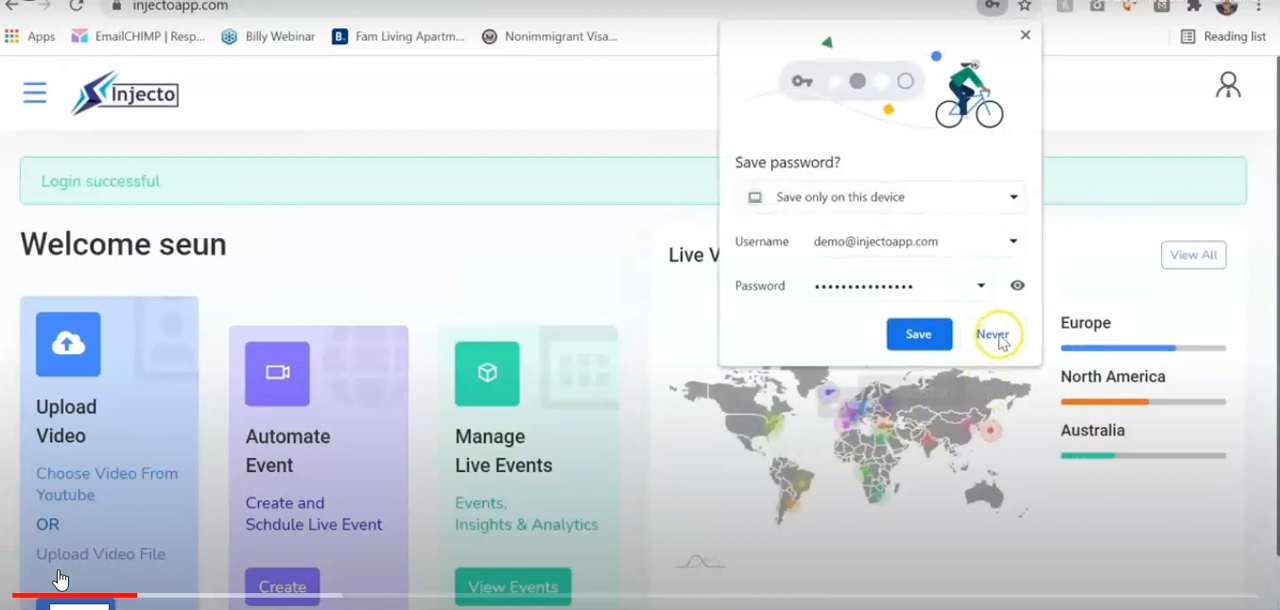 injectoapp.com
Apps
EmailCHIMP | Resp...
Billy Webinar
B.
Fam Living Apartm...
Nonimmigrant Visa...
Reading list
Injecto
Login successful
Save password?
Save only on this device
Username demo@injectoapp.com
Password •••••••••••••••
Save
Never
Welcome seun
Live V
View All
Upload
Video
Choose Video From
Youtube
OR
Upload Video File
Automate
Event
Create and
Schdule Live Event
Create
Manage
Live Events
Events,
Insights & Analytics
View Events
Europe
North America
Australia